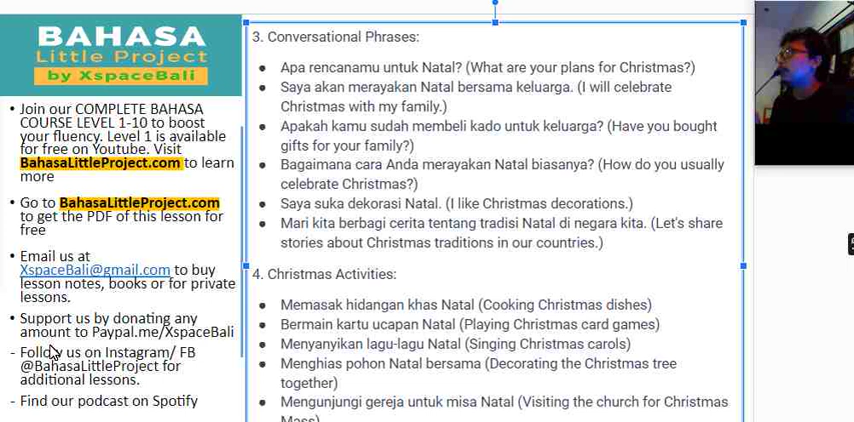 BAHASA
Little Project
by XspaceBali
• Join our COMPLETE BAHASA
COURSE LEVEL 1-10 to boost
your fluency. Level 1 is available
for free on Youtube. Visit
BahasaLittleProject.com to learn
more
• Go to BahasaLittleProject.com
to get the PDF of this lesson for
free
• Email us at
XspaceBali@gmail.com to buy
lesson notes, books or for private
lessons.
• Support us by donating any
amount to Paypal.me/XspaceBali
- Follow us on Instagram/ FB
@BahasaLittleProject for
additional lessons.
- Find our podcast on Spotify
3. Conversational Phrases:
● Apa rencanamu untuk Natal? (What are your plans for Christmas?)
● Saya akan merayakan Natal bersama keluarga. (I will celebrate
Christmas with my family.)
● Apakah kamu sudah membeli kado untuk keluarga? (Have you bought
gifts for your family?)
● Bagaimana cara Anda merayakan Natal biasanya? (How do you usually
celebrate Christmas?)
● Saya suka dekorasi Natal. (I like Christmas decorations.)
● Mari kita berbagi cerita tentang tradisi Natal di negara kita. (Let's share
stories about Christmas traditions in our countries.)
4. Christmas Activities:
● Memasak hidangan khas Natal (Cooking Christmas dishes)
● Bermain kartu ucapan Natal (Playing Christmas card games)
● Menyanyikan lagu-lagu Natal (Singing Christmas carols)
● Menghias pohon Natal bersama (Decorating the Christmas tree
together)
● Mengunjungi gereja untuk misa Natal (Visiting the church for Christmas
Mass)